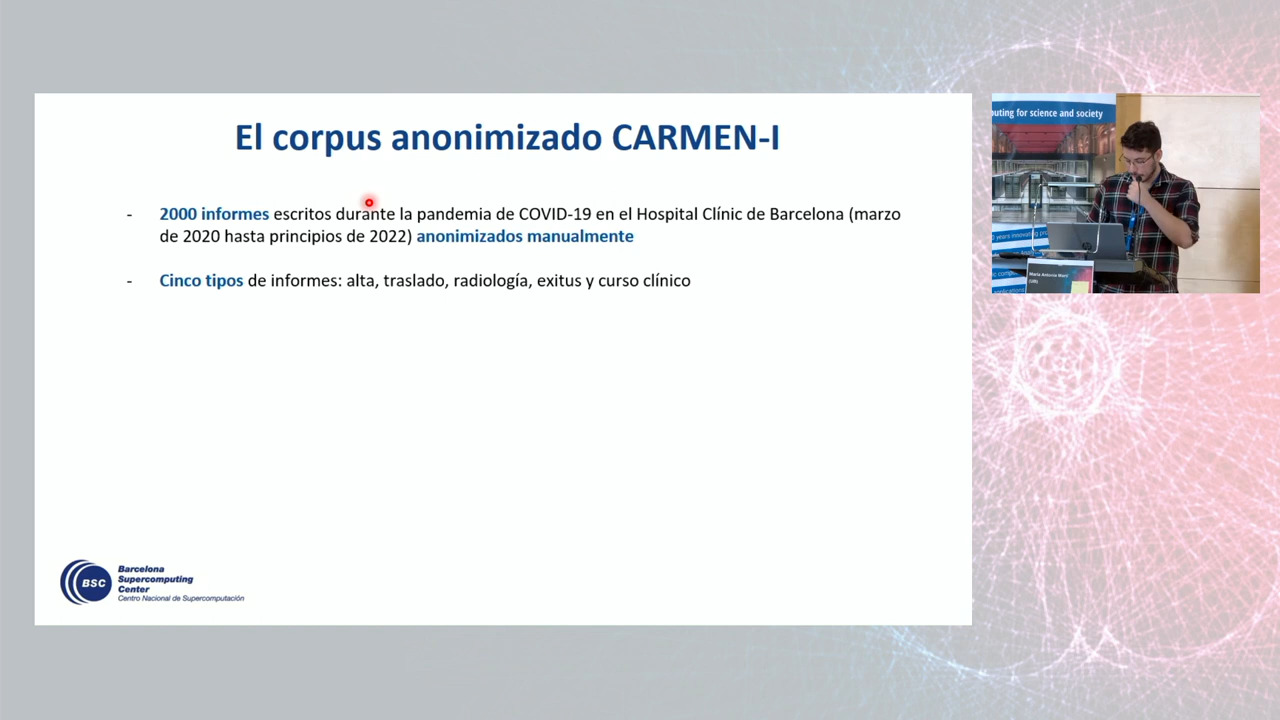 El corpus anonimizado CARMEN-I
- 2000 informes escritos durante la pandemia de COVID-19 en el Hospital Clínic de Barcelona (marzo
de 2020 hasta principios de 2022) anonimizados manualmente
- Cinco tipos de informes: alta, traslado, radiología, exitus y curso clínico
BSC
Barcelona
Supercomputing
Center
Centro Nacional de Supercomputación
uting for science and society